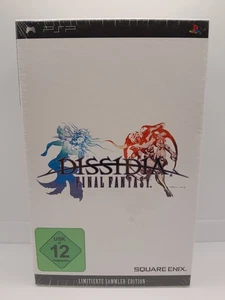 PSP
DISSIDIA
FINAL FANTASY
USK
12
SQUARE ENIX
LIMITIERTE SAMMLER EDITION